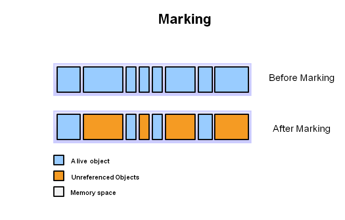 Marking
Before Marking
After Marking
A live object
Unreferenced Objects
Memory space